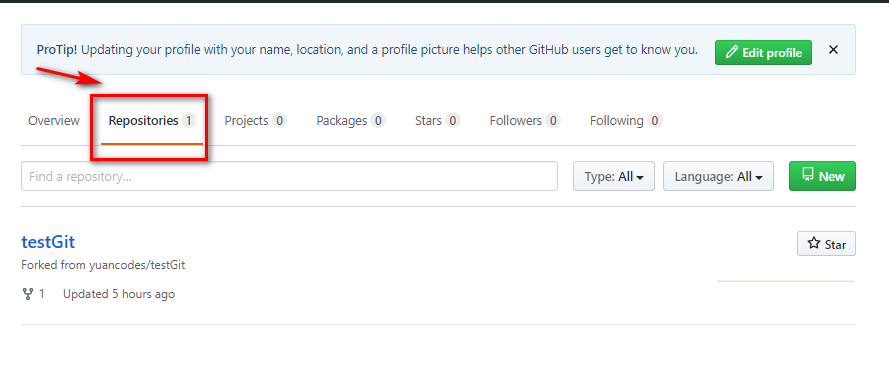 ProTip! Updating your profile with your name, location, and a profile picture helps other GitHub users get to know you. Edit profile ×
Overview Repositories 1 Projects 0 Packages 0 Stars 0 Followers 0 Following 0
Find a repository... Type: All Language: All New
testGit Star
Forked from yuancodes/testGit
1 Updated 5 hours ago